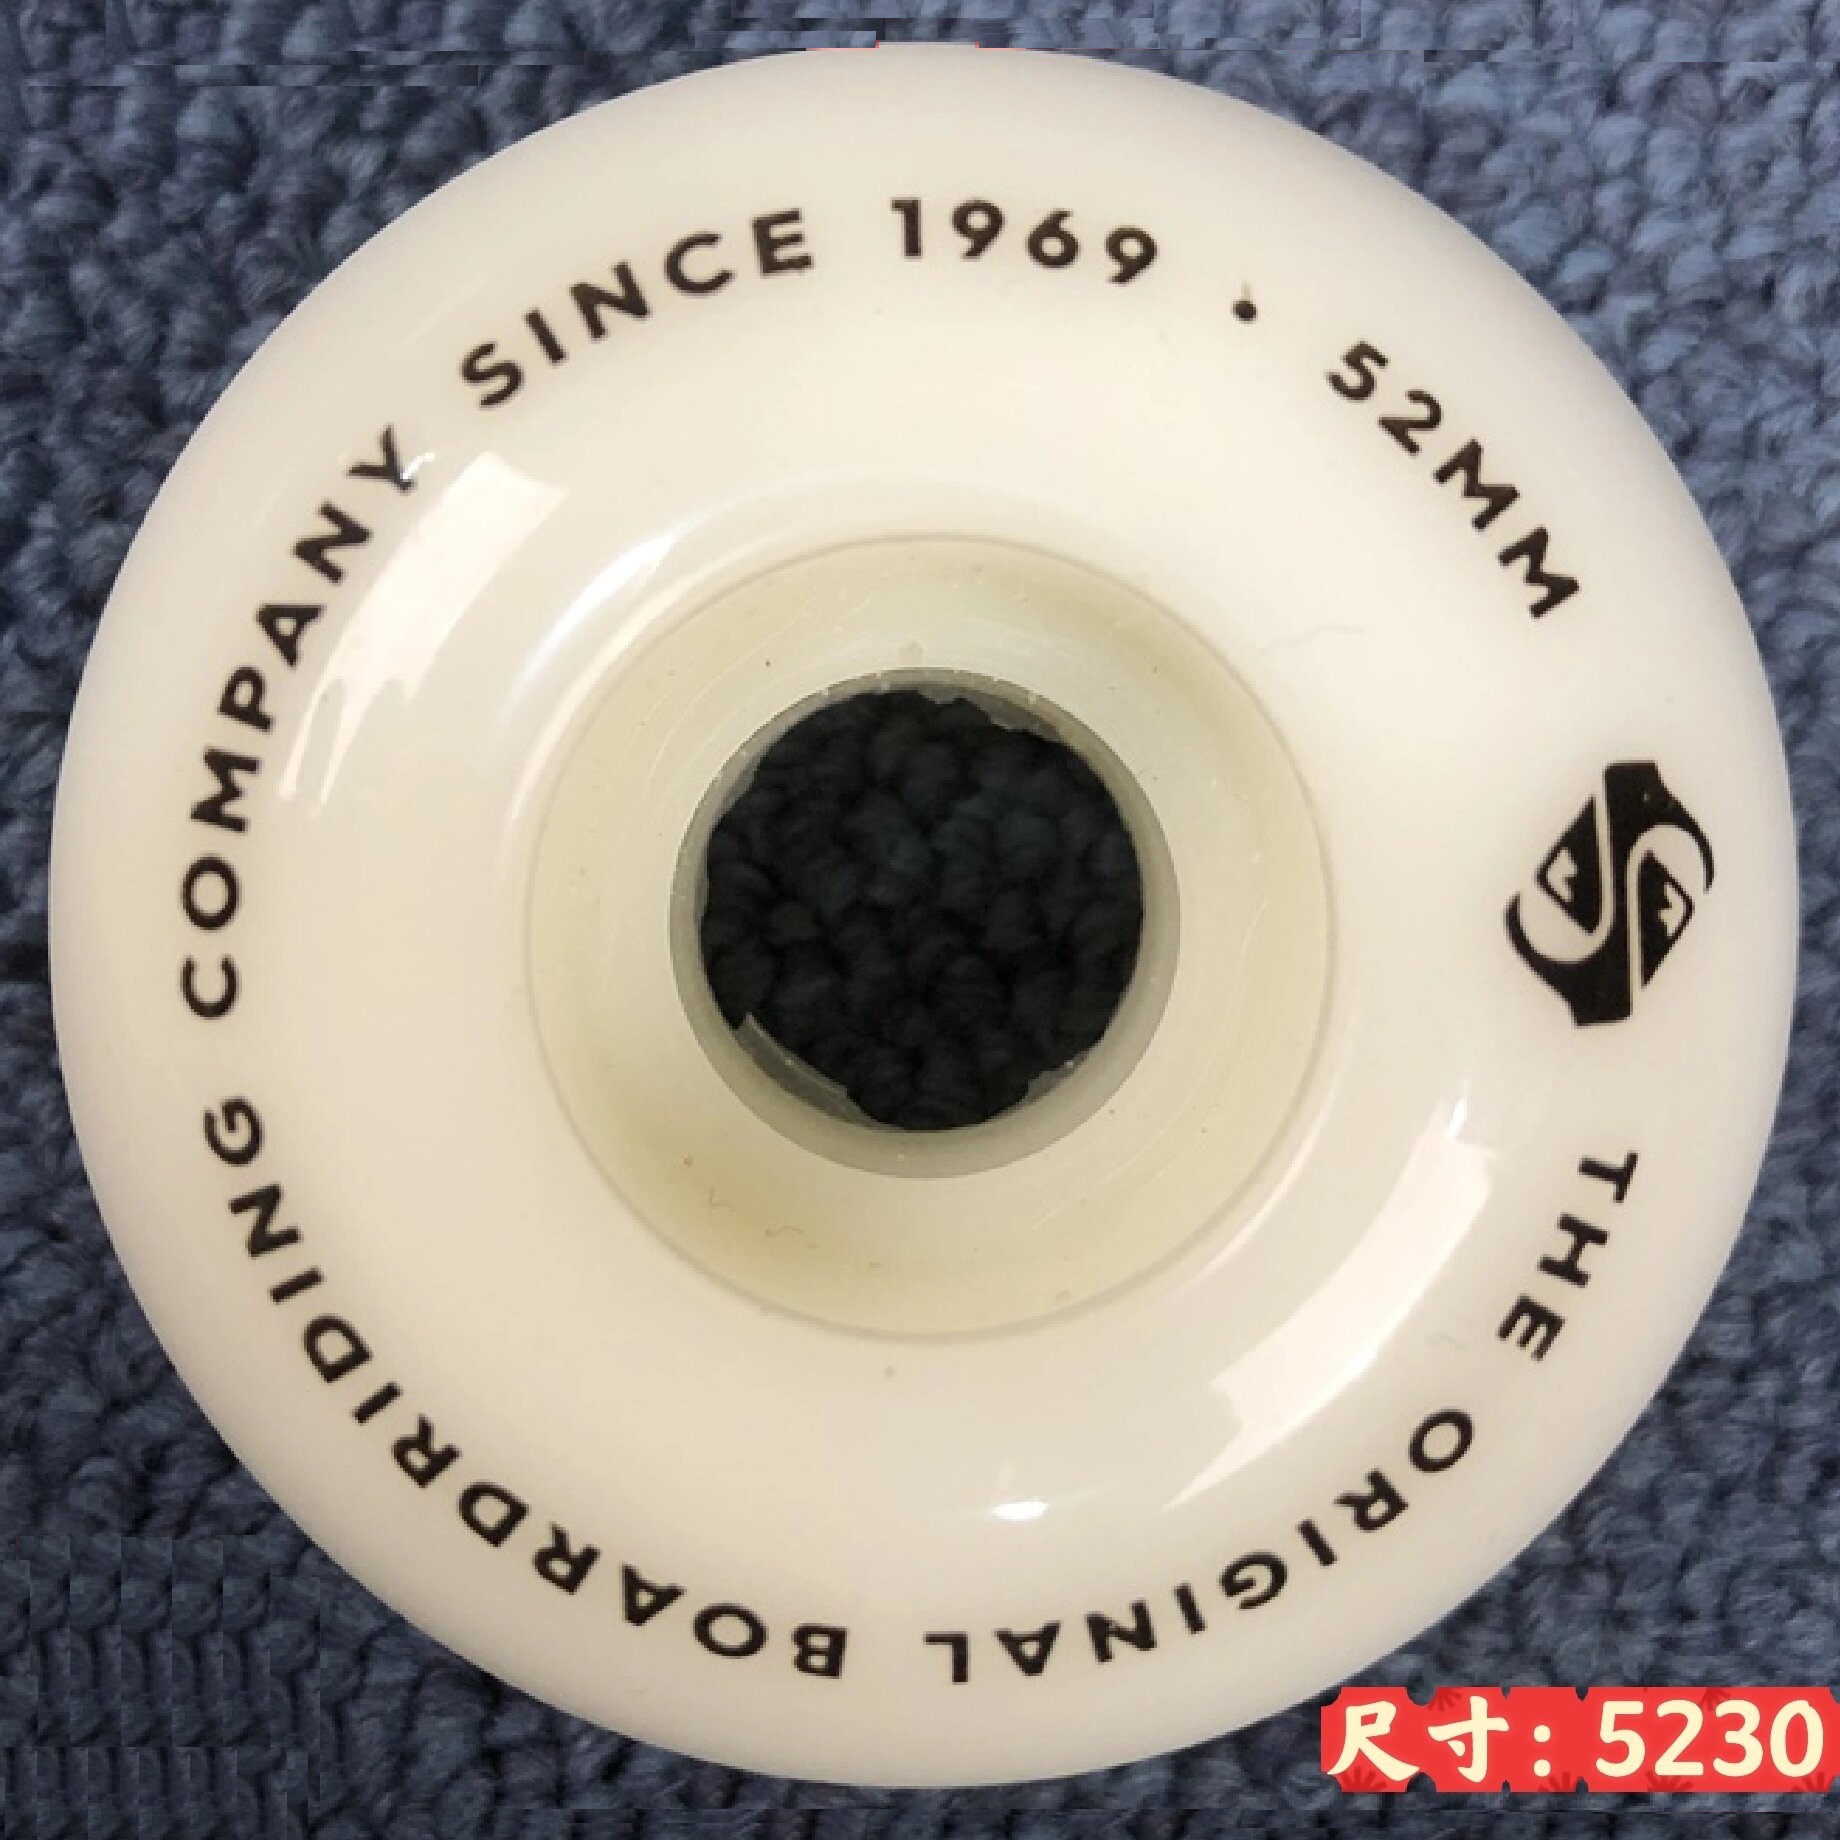 THE ORIGINAL BOARDRIDING COMPANY SINCE 1969 • 52MM
尺寸: 5230